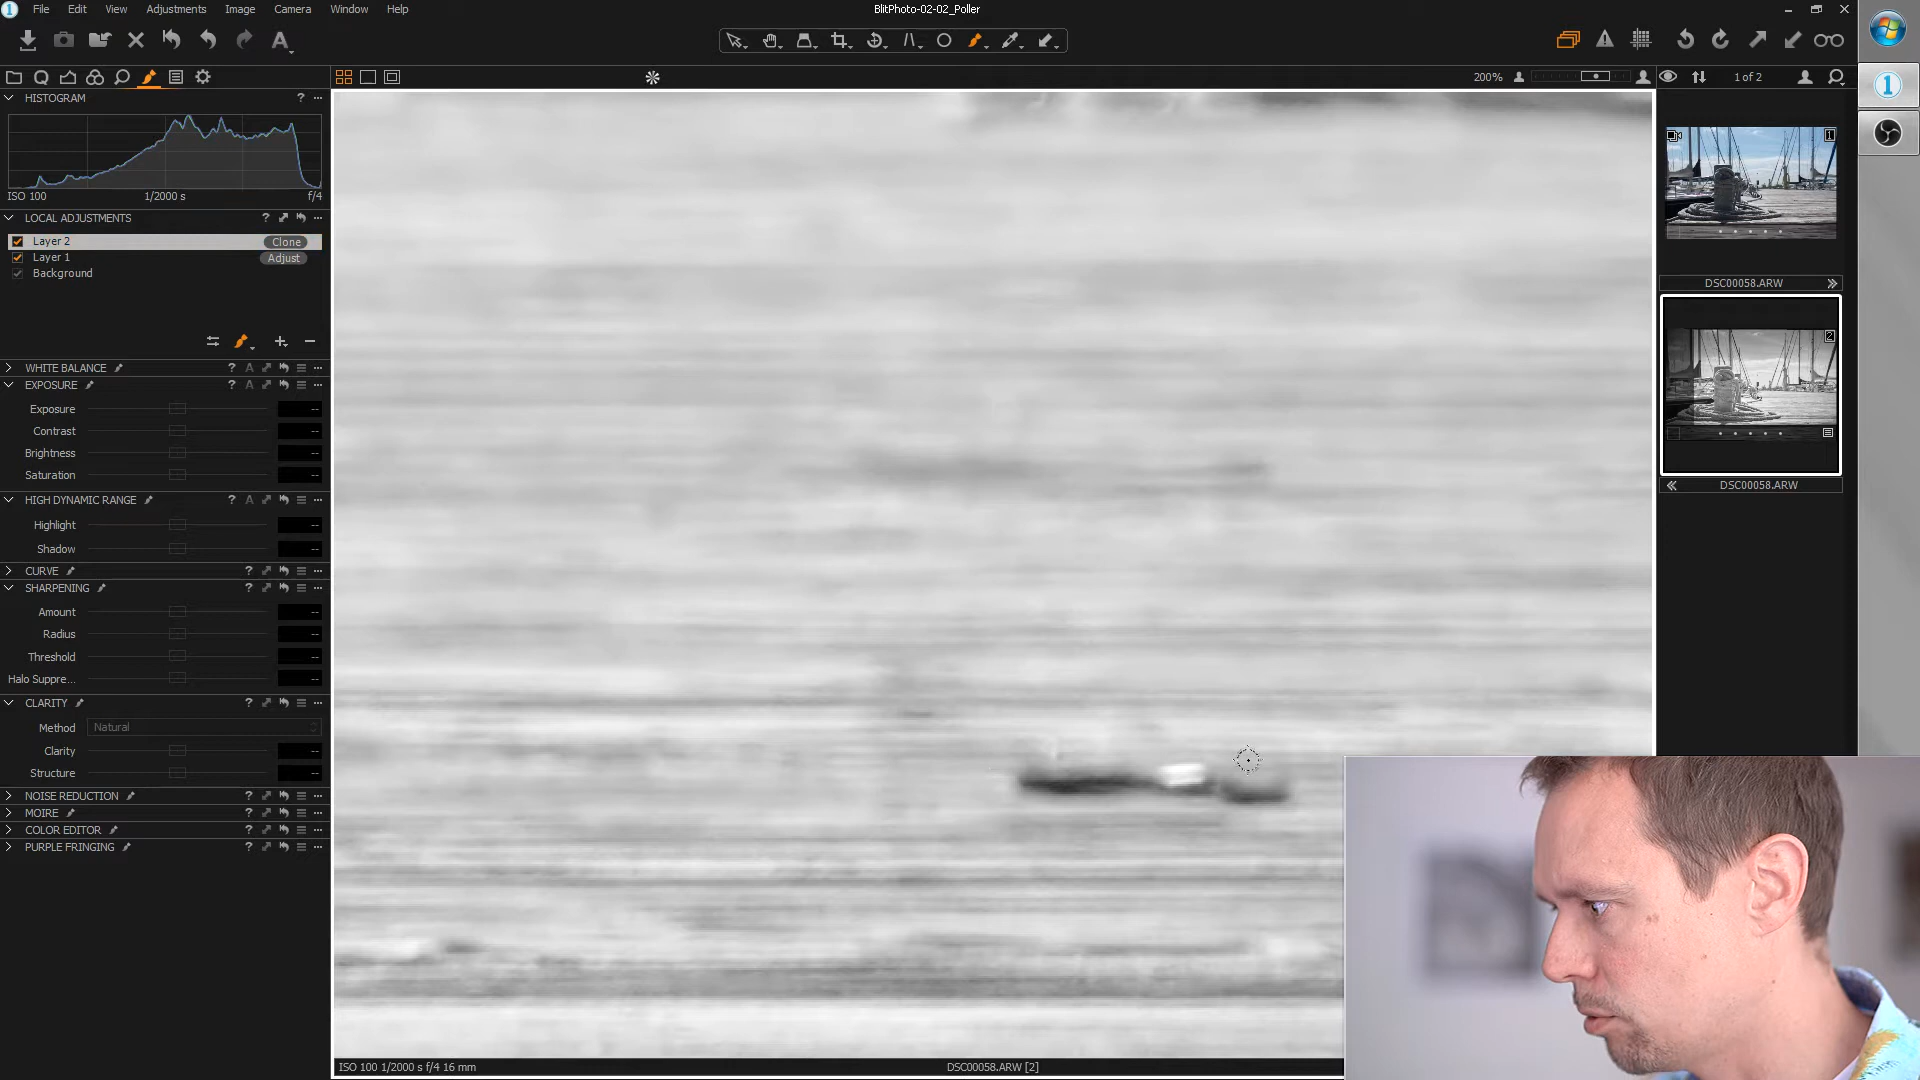 File Edit View Adjustments Image Camera Window Help
BlitPhoto-02-02_Poller
200%
1 of 2
HISTOGRAM ? ...
ISO 100 1/2000 s f/4
LOCAL ADJUSTMENTS ? ...
Layer 2 Clone
Layer 1 Adjust
Background
WHITE BALANCE ? A ...
EXPOSURE ? A ...
Exposure --
Contrast --
Brightness --
Saturation --
HIGH DYNAMIC RANGE ? A ...
Highlight --
Shadow --
CURVE ? ...
SHARPENING ? ...
Amount --
Radius --
Threshold --
Halo Suppre... --
CLARITY ? ...
Method Natural
Clarity --
Structure --
NOISE REDUCTION ? ...
MOIRE ? ...
COLOR EDITOR ? ...
PURPLE FRINGING ? ...
1
DSC00058.ARW
2
DSC00058.ARW
ISO 100 1/2000 s f/4 16 mm
DSC00058.ARW [2]